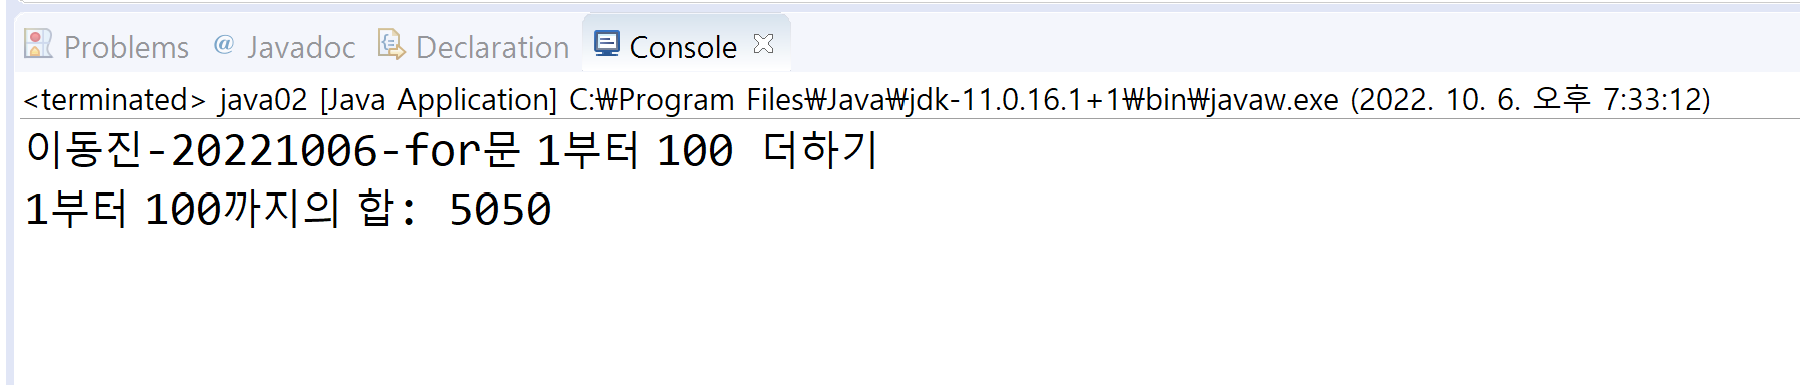 Problems @ Javadoc Declaration Console
<terminated> java02 [Java Application] C:₩Program Files₩Java₩jdk-11.0.16.1+1₩bin₩javaw.exe (2022. 10. 6. 오후 7:33:12)
이동진-20221006-for문 1부터 100 더하기
1부터 100까지의 합: 5050